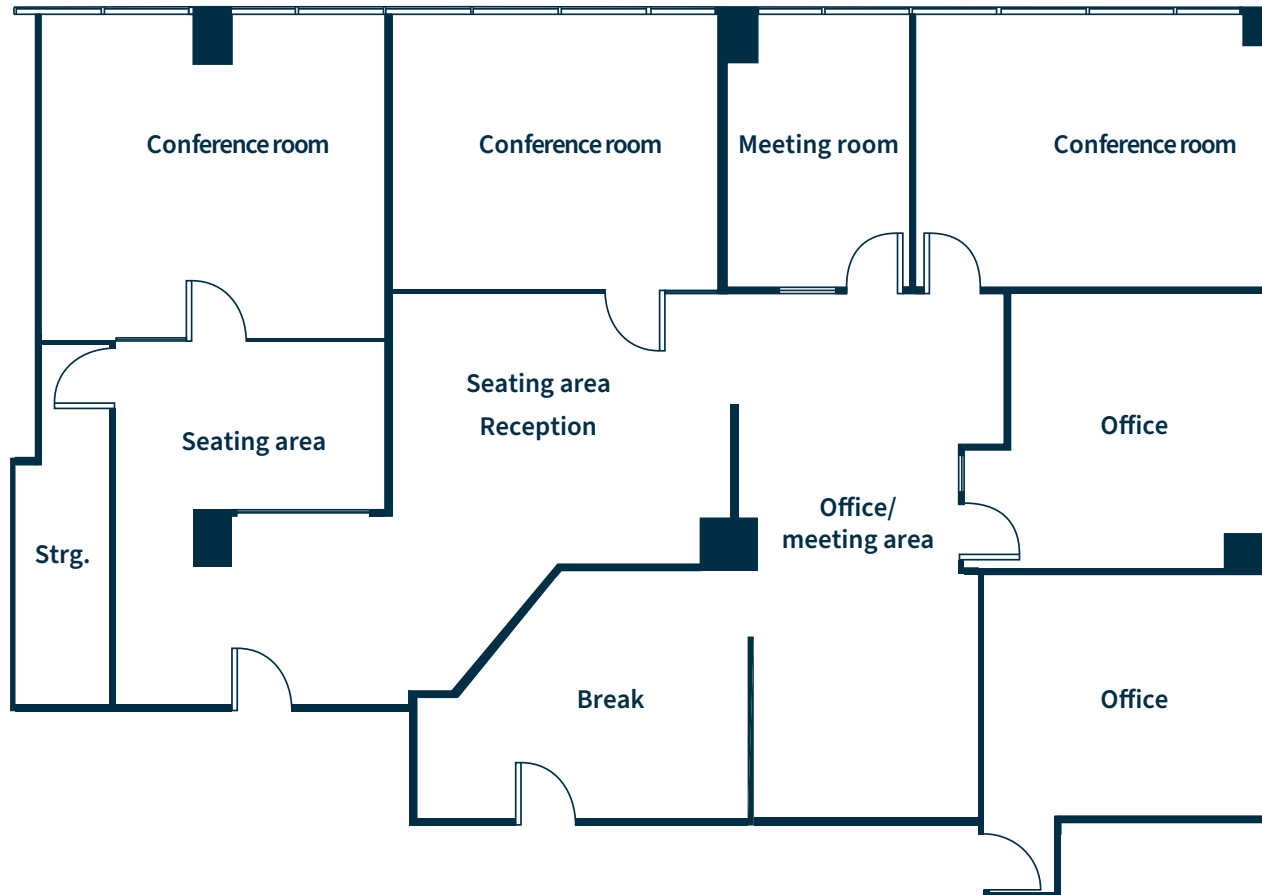 Conference room
Conference room
Meeting room
Conference room
Seating area
Reception
Seating area
Office
Office/
meeting area
Strg.
Break
Office